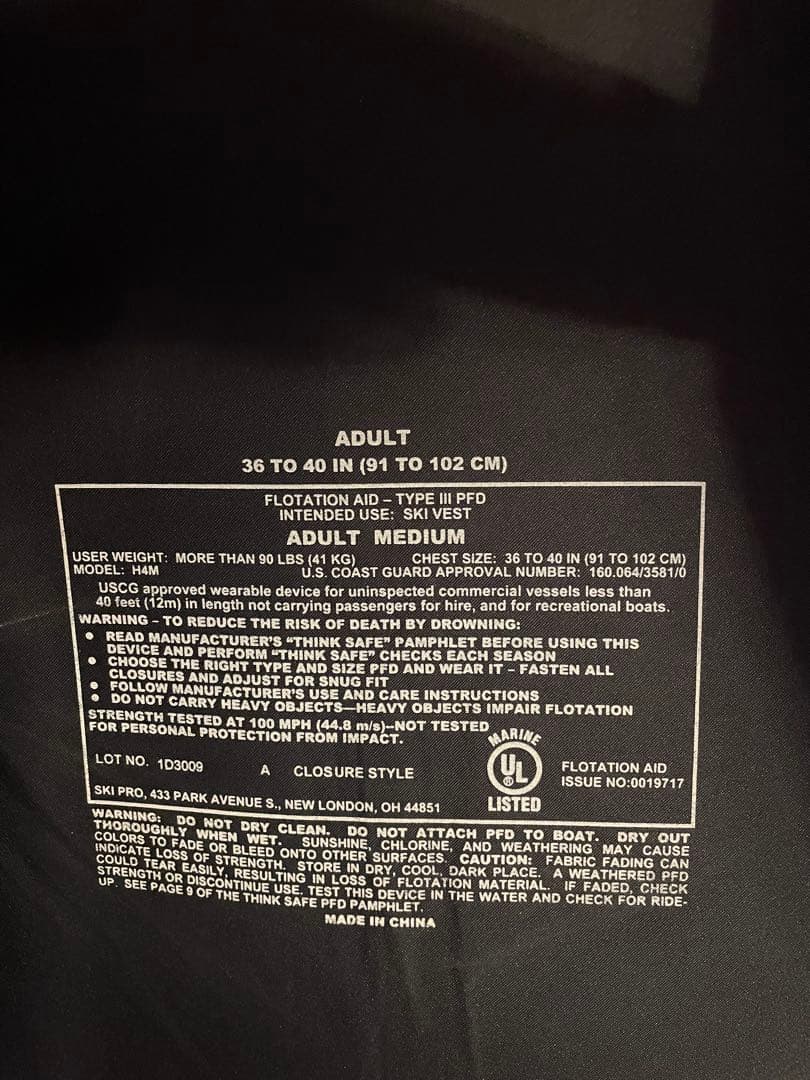 ADULT
36 TO 40 IN (91 TO 102 CM)
FLOTATION AID – TYPE III PFD
INTENDED USE: SKI VEST
ADULT MEDIUM
USER WEIGHT: MORE THAN 90 LBS (41 KG) CHEST SIZE: 36 TO 40 IN (91 TO 102 CM)
MODEL: H4M U.S. COAST GUARD APPROVAL NUMBER: 160.064/3581/0
USCG approved wearable device for uninspected commercial vessels less than
40 feet (12m) in length not carrying passengers for hire, and for recreational boats.
WARNING – TO REDUCE THE RISK OF DEATH BY DROWNING:
● READ MANUFACTURER'S “THINK SAFE” PAMPHLET BEFORE USING THIS
DEVICE AND PERFORM “THINK SAFE” CHECKS EACH SEASON
● CHOOSE THE RIGHT TYPE AND SIZE PFD AND WEAR IT – FASTEN ALL
CLOSURES AND ADJUST FOR SNUG FIT
● FOLLOW MANUFACTURER'S USE AND CARE INSTRUCTIONS
● DO NOT CARRY HEAVY OBJECTS—HEAVY OBJECTS IMPAIR FLOTATION
STRENGTH TESTED AT 100 MPH (44.8 m/s)–NOT TESTED
FOR PERSONAL PROTECTION FROM IMPACT.
MARINE
UL ®
LISTED
LOT NO. 1D3009 A CLOSURE STYLE
FLOTATION AID
ISSUE NO:0019717
SKI PRO, 433 PARK AVENUE S., NEW LONDON, OH 44851
WARNING: DO NOT DRY CLEAN. DO NOT ATTACH PFD TO BOAT. DRY OUT
THOROUGHLY WHEN WET. SUNSHINE, CHLORINE, AND WEATHERING MAY CAUSE
COLORS TO FADE OR BLEED ONTO OTHER SURFACES. CAUTION: FABRIC FADING CAN
INDICATE LOSS OF STRENGTH. STORE IN DRY, COOL, DARK PLACE. A WEATHERED PFD
COULD TEAR EASILY, RESULTING IN LOSS OF FLOTATION MATERIAL. IF FADED, CHECK
STRENGTH OR DISCONTINUE USE. TEST THIS DEVICE IN THE WATER AND CHECK FOR RIDE-
UP. SEE PAGE 9 OF THE THINK SAFE PFD PAMPHLET.
MADE IN CHINA